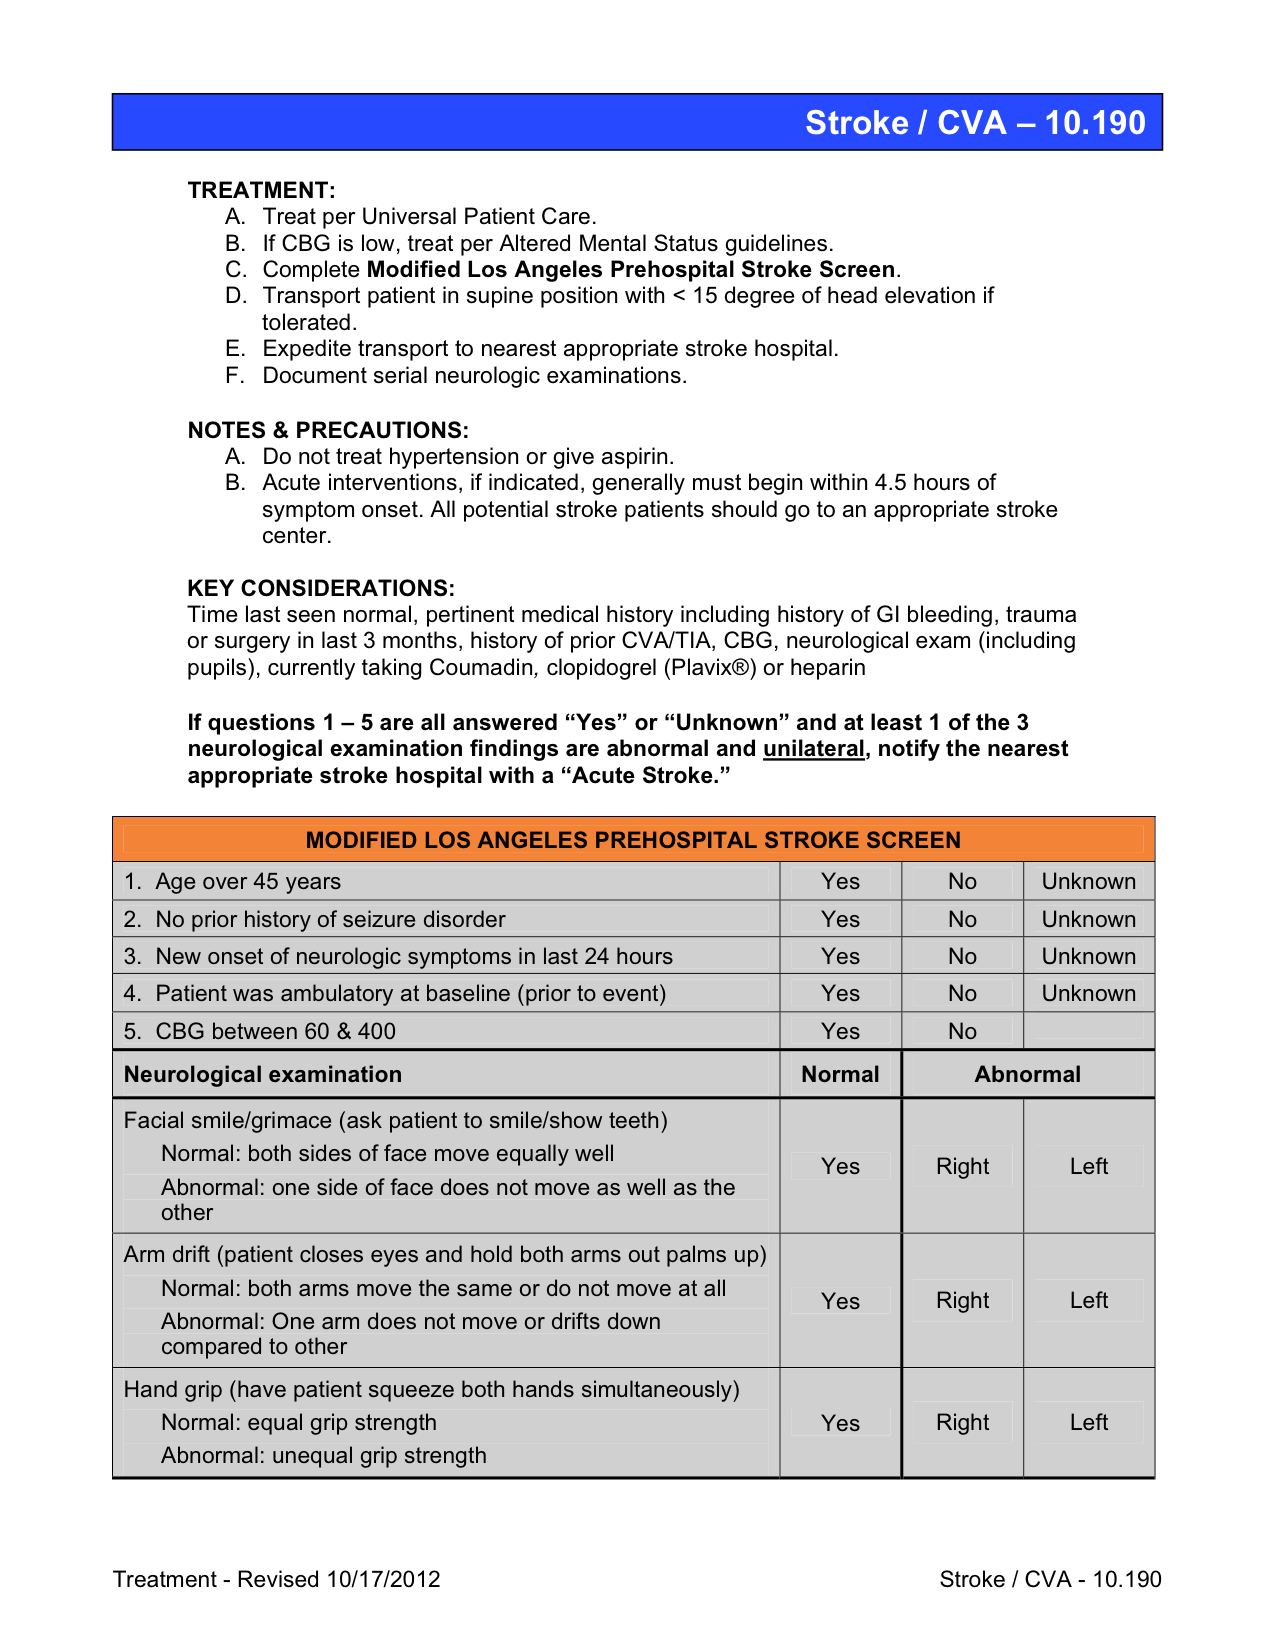 Stroke / CVA – 10.190
TREATMENT:
A. Treat per Universal Patient Care.
B. If CBG is low, treat per Altered Mental Status guidelines.
C. Complete Modified Los Angeles Prehospital Stroke Screen.
D. Transport patient in supine position with < 15 degree of head elevation if
tolerated.
E. Expedite transport to nearest appropriate stroke hospital.
F. Document serial neurologic examinations.
NOTES & PRECAUTIONS:
A. Do not treat hypertension or give aspirin.
B. Acute interventions, if indicated, generally must begin within 4.5 hours of
symptom onset. All potential stroke patients should go to an appropriate stroke
center.
KEY CONSIDERATIONS:
Time last seen normal, pertinent medical history including history of GI bleeding, trauma
or surgery in last 3 months, history of prior CVA/TIA, CBG, neurological exam (including
pupils), currently taking Coumadin, clopidogrel (Plavix®) or heparin
If questions 1 – 5 are all answered “Yes” or “Unknown” and at least 1 of the 3
neurological examination findings are abnormal and unilateral, notify the nearest
appropriate stroke hospital with a “Acute Stroke.”
MODIFIED LOS ANGELES PREHOSPITAL STROKE SCREEN
1. Age over 45 years Yes No Unknown
2. No prior history of seizure disorder Yes No Unknown
3. New onset of neurologic symptoms in last 24 hours Yes No Unknown
4. Patient was ambulatory at baseline (prior to event) Yes No Unknown
5. CBG between 60 & 400 Yes No
Neurological examination Normal Abnormal
Facial smile/grimace (ask patient to smile/show teeth)
Normal: both sides of face move equally well
Abnormal: one side of face does not move as well as the
other
Yes Right Left
Arm drift (patient closes eyes and hold both arms out palms up)
Normal: both arms move the same or do not move at all
Abnormal: One arm does not move or drifts down
compared to other
Yes Right Left
Hand grip (have patient squeeze both hands simultaneously)
Normal: equal grip strength
Abnormal: unequal grip strength
Yes Right Left
Treatment - Revised 10/17/2012 Stroke / CVA - 10.190